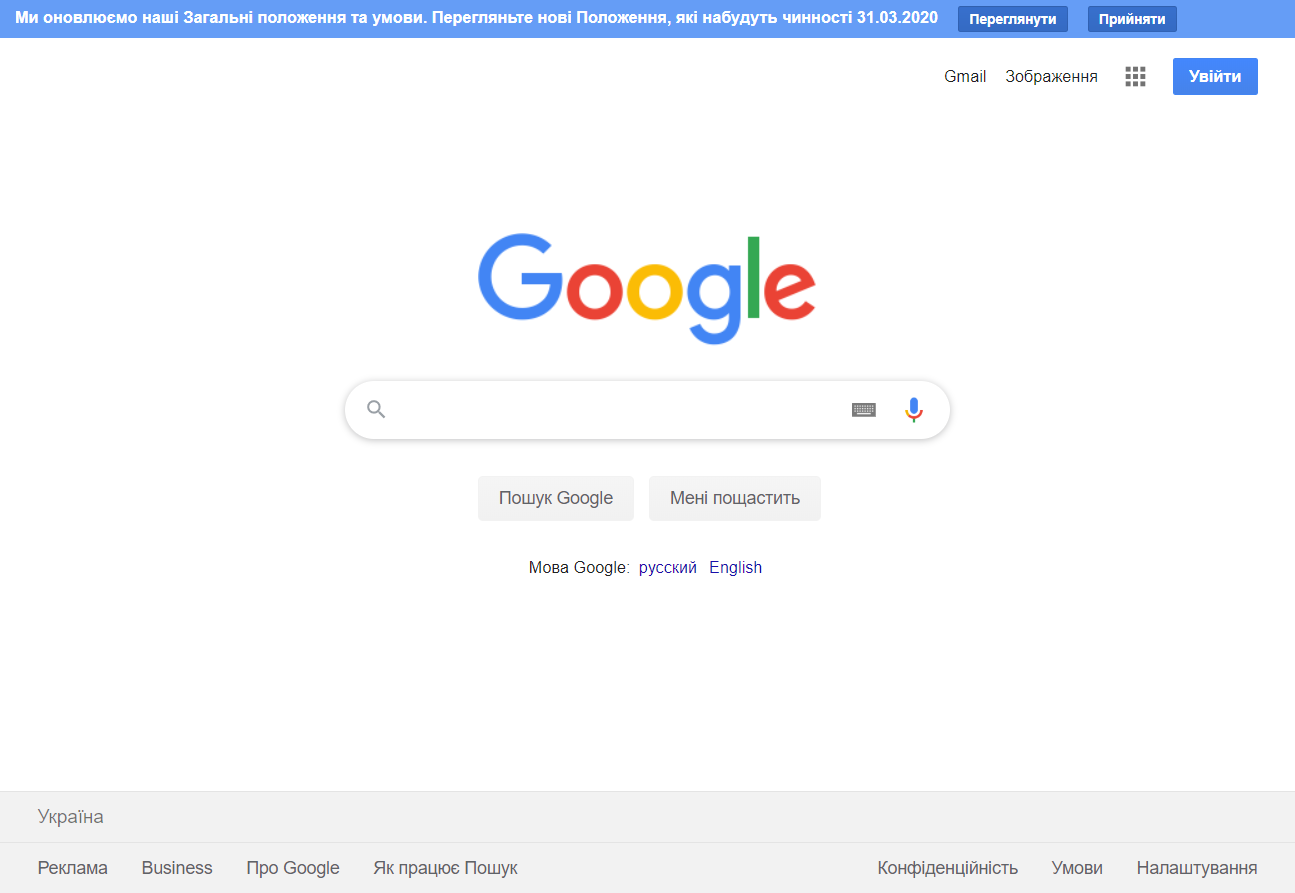 Ми оновлюємо наші Загальні положення та умови. Перегляньте нові Положення, які набудуть чинності 31.03.2020 Переглянути Прийняти
Gmail Зображення Увійти
Google
Пошук Google Мені пощастить
Мова Google: русский English
Україна
Реклама Business Про Google Як працює Пошук Конфіденційність Умови Налаштування